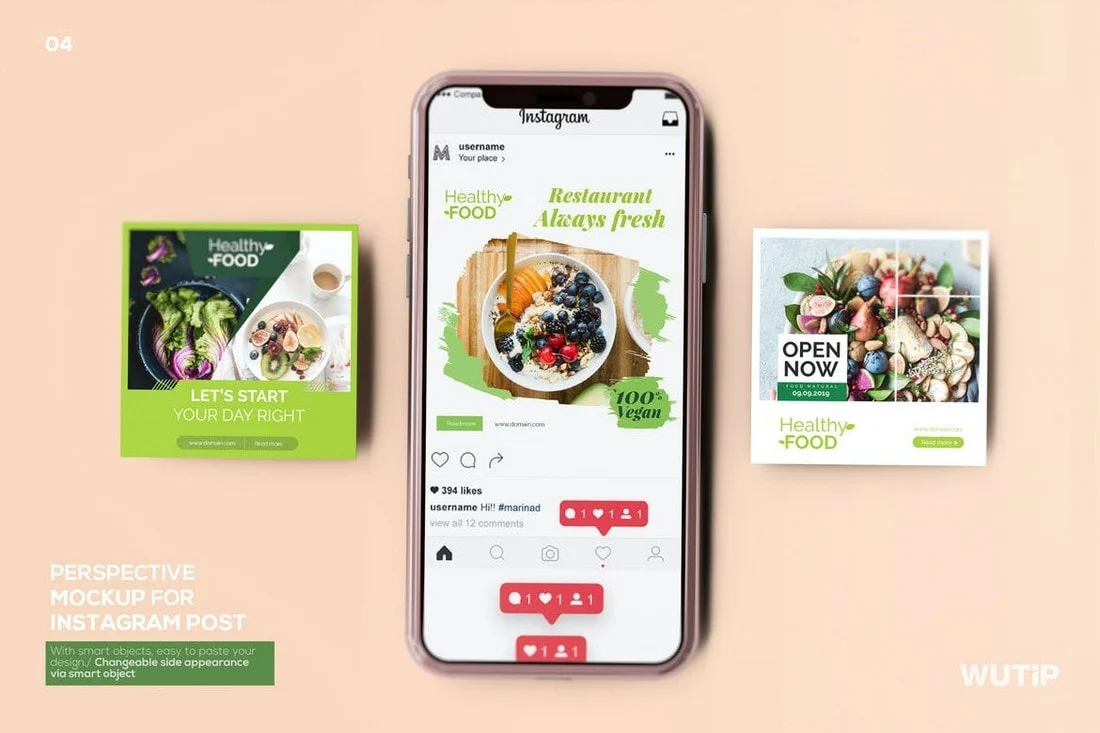 04
Compa
Instagram
username
Your place >
Healthy
FOOD
Restaurant
Always fresh
100%
Vegan
Read more
www.domain.com
394 likes
username Hi!! #marinad
view all 12 comments
1 1 1
1 1 1
1 1
Healthy
FOOD
LET'S START
YOUR DAY RIGHT
www.domain.com
Read more
OPEN
NOW
FOOD NATURAL
09.09.2019
Healthy
FOOD
www.domain.com
Read more
PERSPECTIVE
MOCKUP FOR
INSTAGRAM POST
With smart objects, easy to paste your
design./ Changeable side appearance
via smart object
WUTiP